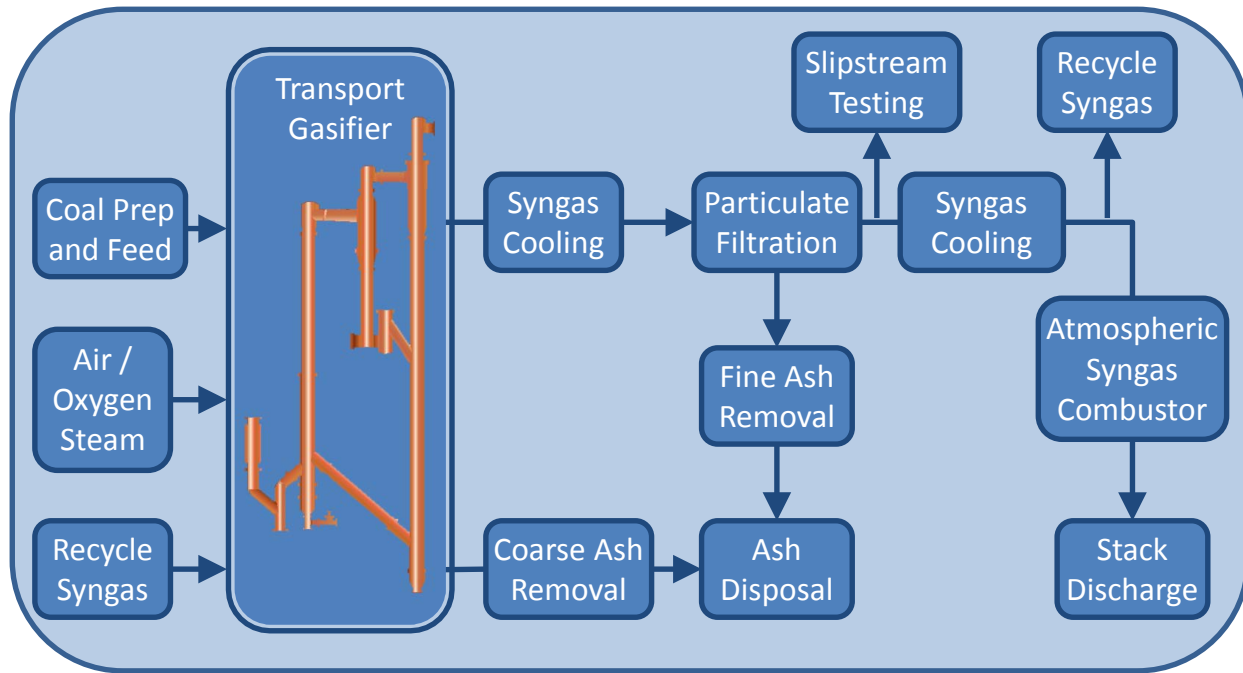 Slipstream
Testing
Recycle
Syngas
Transport
Gasifier
Coal Prep
and Feed
Syngas
Cooling
Particulate
Filtration
Syngas
Cooling
Air /
Oxygen
Steam
Fine Ash
Removal
Atmospheric
Syngas
Combustor
Recycle
Syngas
Coarse Ash
Removal
Ash
Disposal
Stack
Discharge